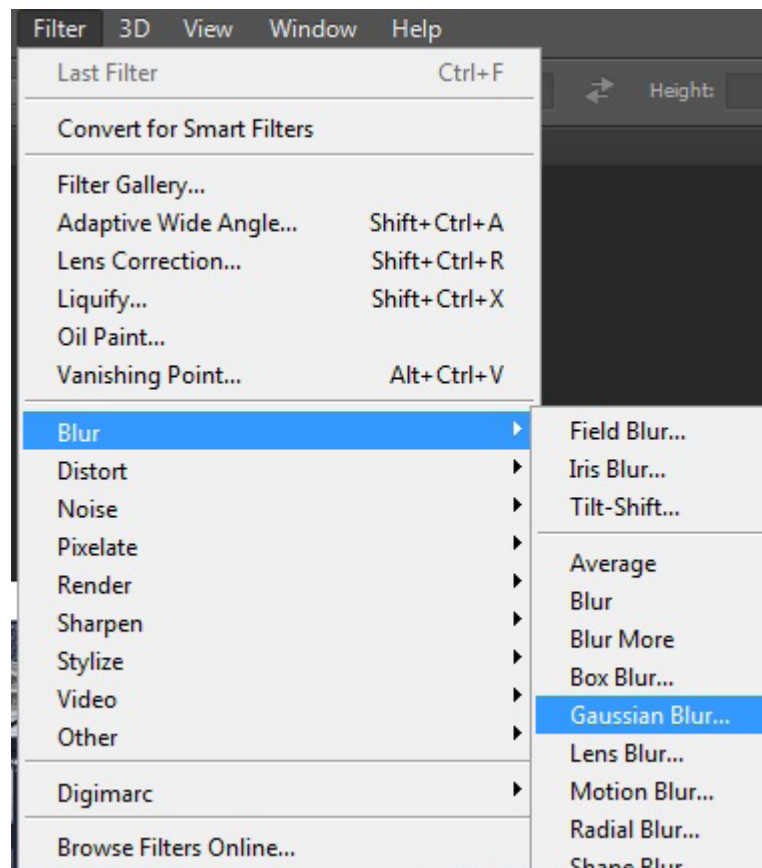 Filter 3D View Window Help
Last Filter Ctrl+F
Height:
Convert for Smart Filters
Filter Gallery...
Adaptive Wide Angle... Shift+Ctrl+A
Lens Correction... Shift+Ctrl+R
Liquify... Shift+Ctrl+X
Oil Paint...
Vanishing Point... Alt+Ctrl+V
Blur
Distort
Noise
Pixelate
Render
Sharpen
Stylize
Video
Other
Digimarc
Browse Filters Online...
Field Blur...
Iris Blur...
Tilt-Shift...
Average
Blur
Blur More
Box Blur...
Gaussian Blur...
Lens Blur...
Motion Blur...
Radial Blur...
Shape Blur